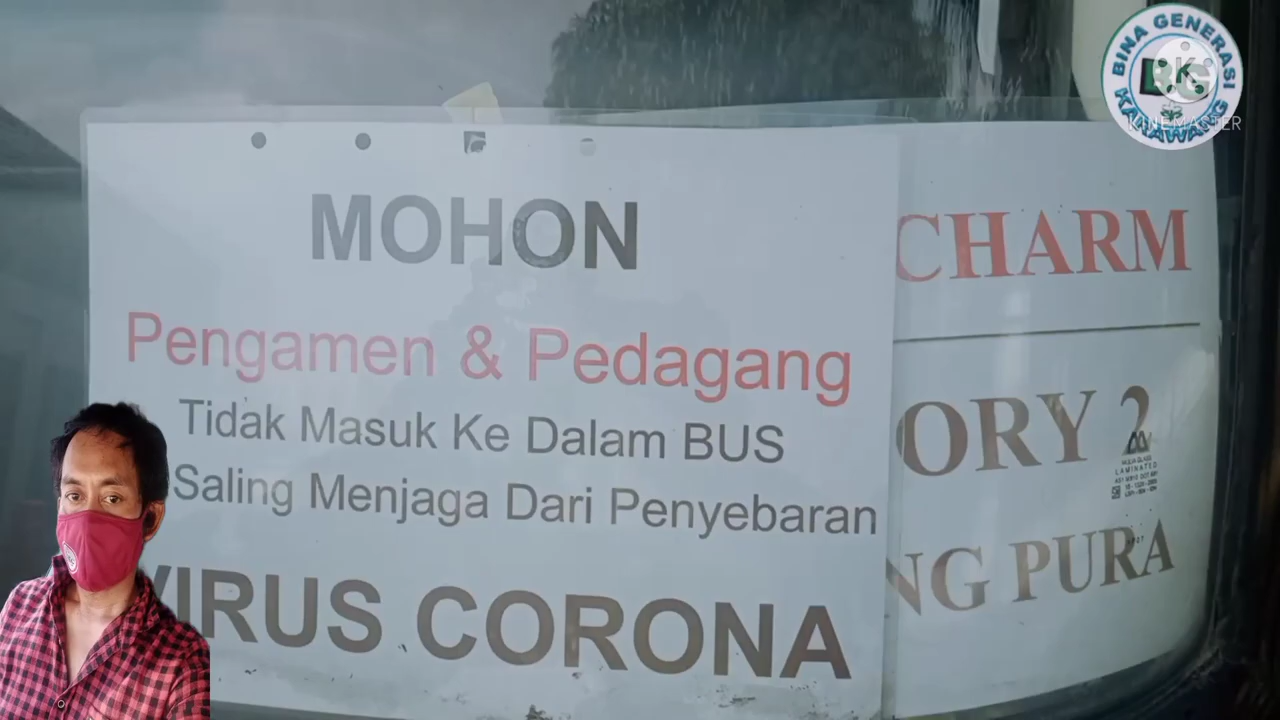 MOHON
Pengamen & Pedagang
Tidak Masuk Ke Dalam BUS
Saling Menjaga Dari Penyebaran
VIRUS CORONA
CHARM
ORY 2
NG PURA
LAMINATED
BINA GENERASI
KARAWANG
KINEMASTER